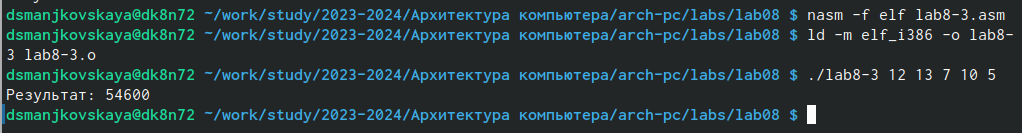 dsmanjkovskaya@dk8n72 ~/work/study/2023-2024/Архитектура компьютера/arch-pc/labs/lab08 $ nasm -f elf lab8-3.asm
dsmanjkovskaya@dk8n72 ~/work/study/2023-2024/Архитектура компьютера/arch-pc/labs/lab08 $ ld -m elf_i386 -o lab8-
3 lab8-3.o
dsmanjkovskaya@dk8n72 ~/work/study/2023-2024/Архитектура компьютера/arch-pc/labs/lab08 $ ./lab8-3 12 13 7 10 5
Результат: 54600
dsmanjkovskaya@dk8n72 ~/work/study/2023-2024/Архитектура компьютера/arch-pc/labs/lab08 $